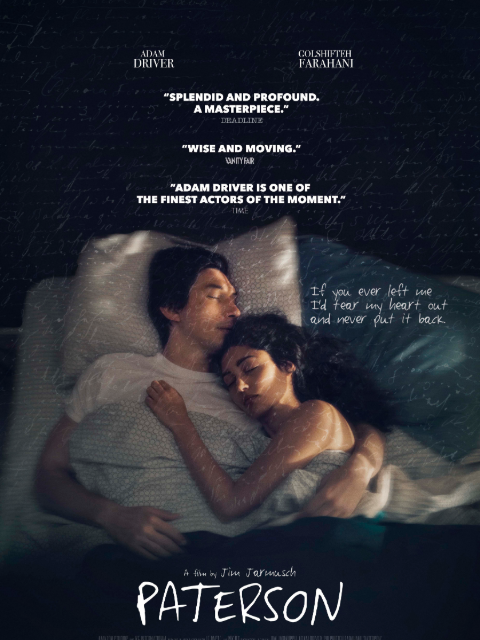 ADAM
DRIVER
GOLSHIFTEH
FARAHANI
"SPLENDID AND PROFOUND.
A MASTERPIECE."
DEADLINE
"WISE AND MOVING."
VANITY FAIR
"ADAM DRIVER IS ONE OF
THE FINEST ACTORS OF THE MOMENT."
TIME
If you ever left me
I'd tear my heart out
and never put it back.
A film by Jim Jarmusch
PATERSON